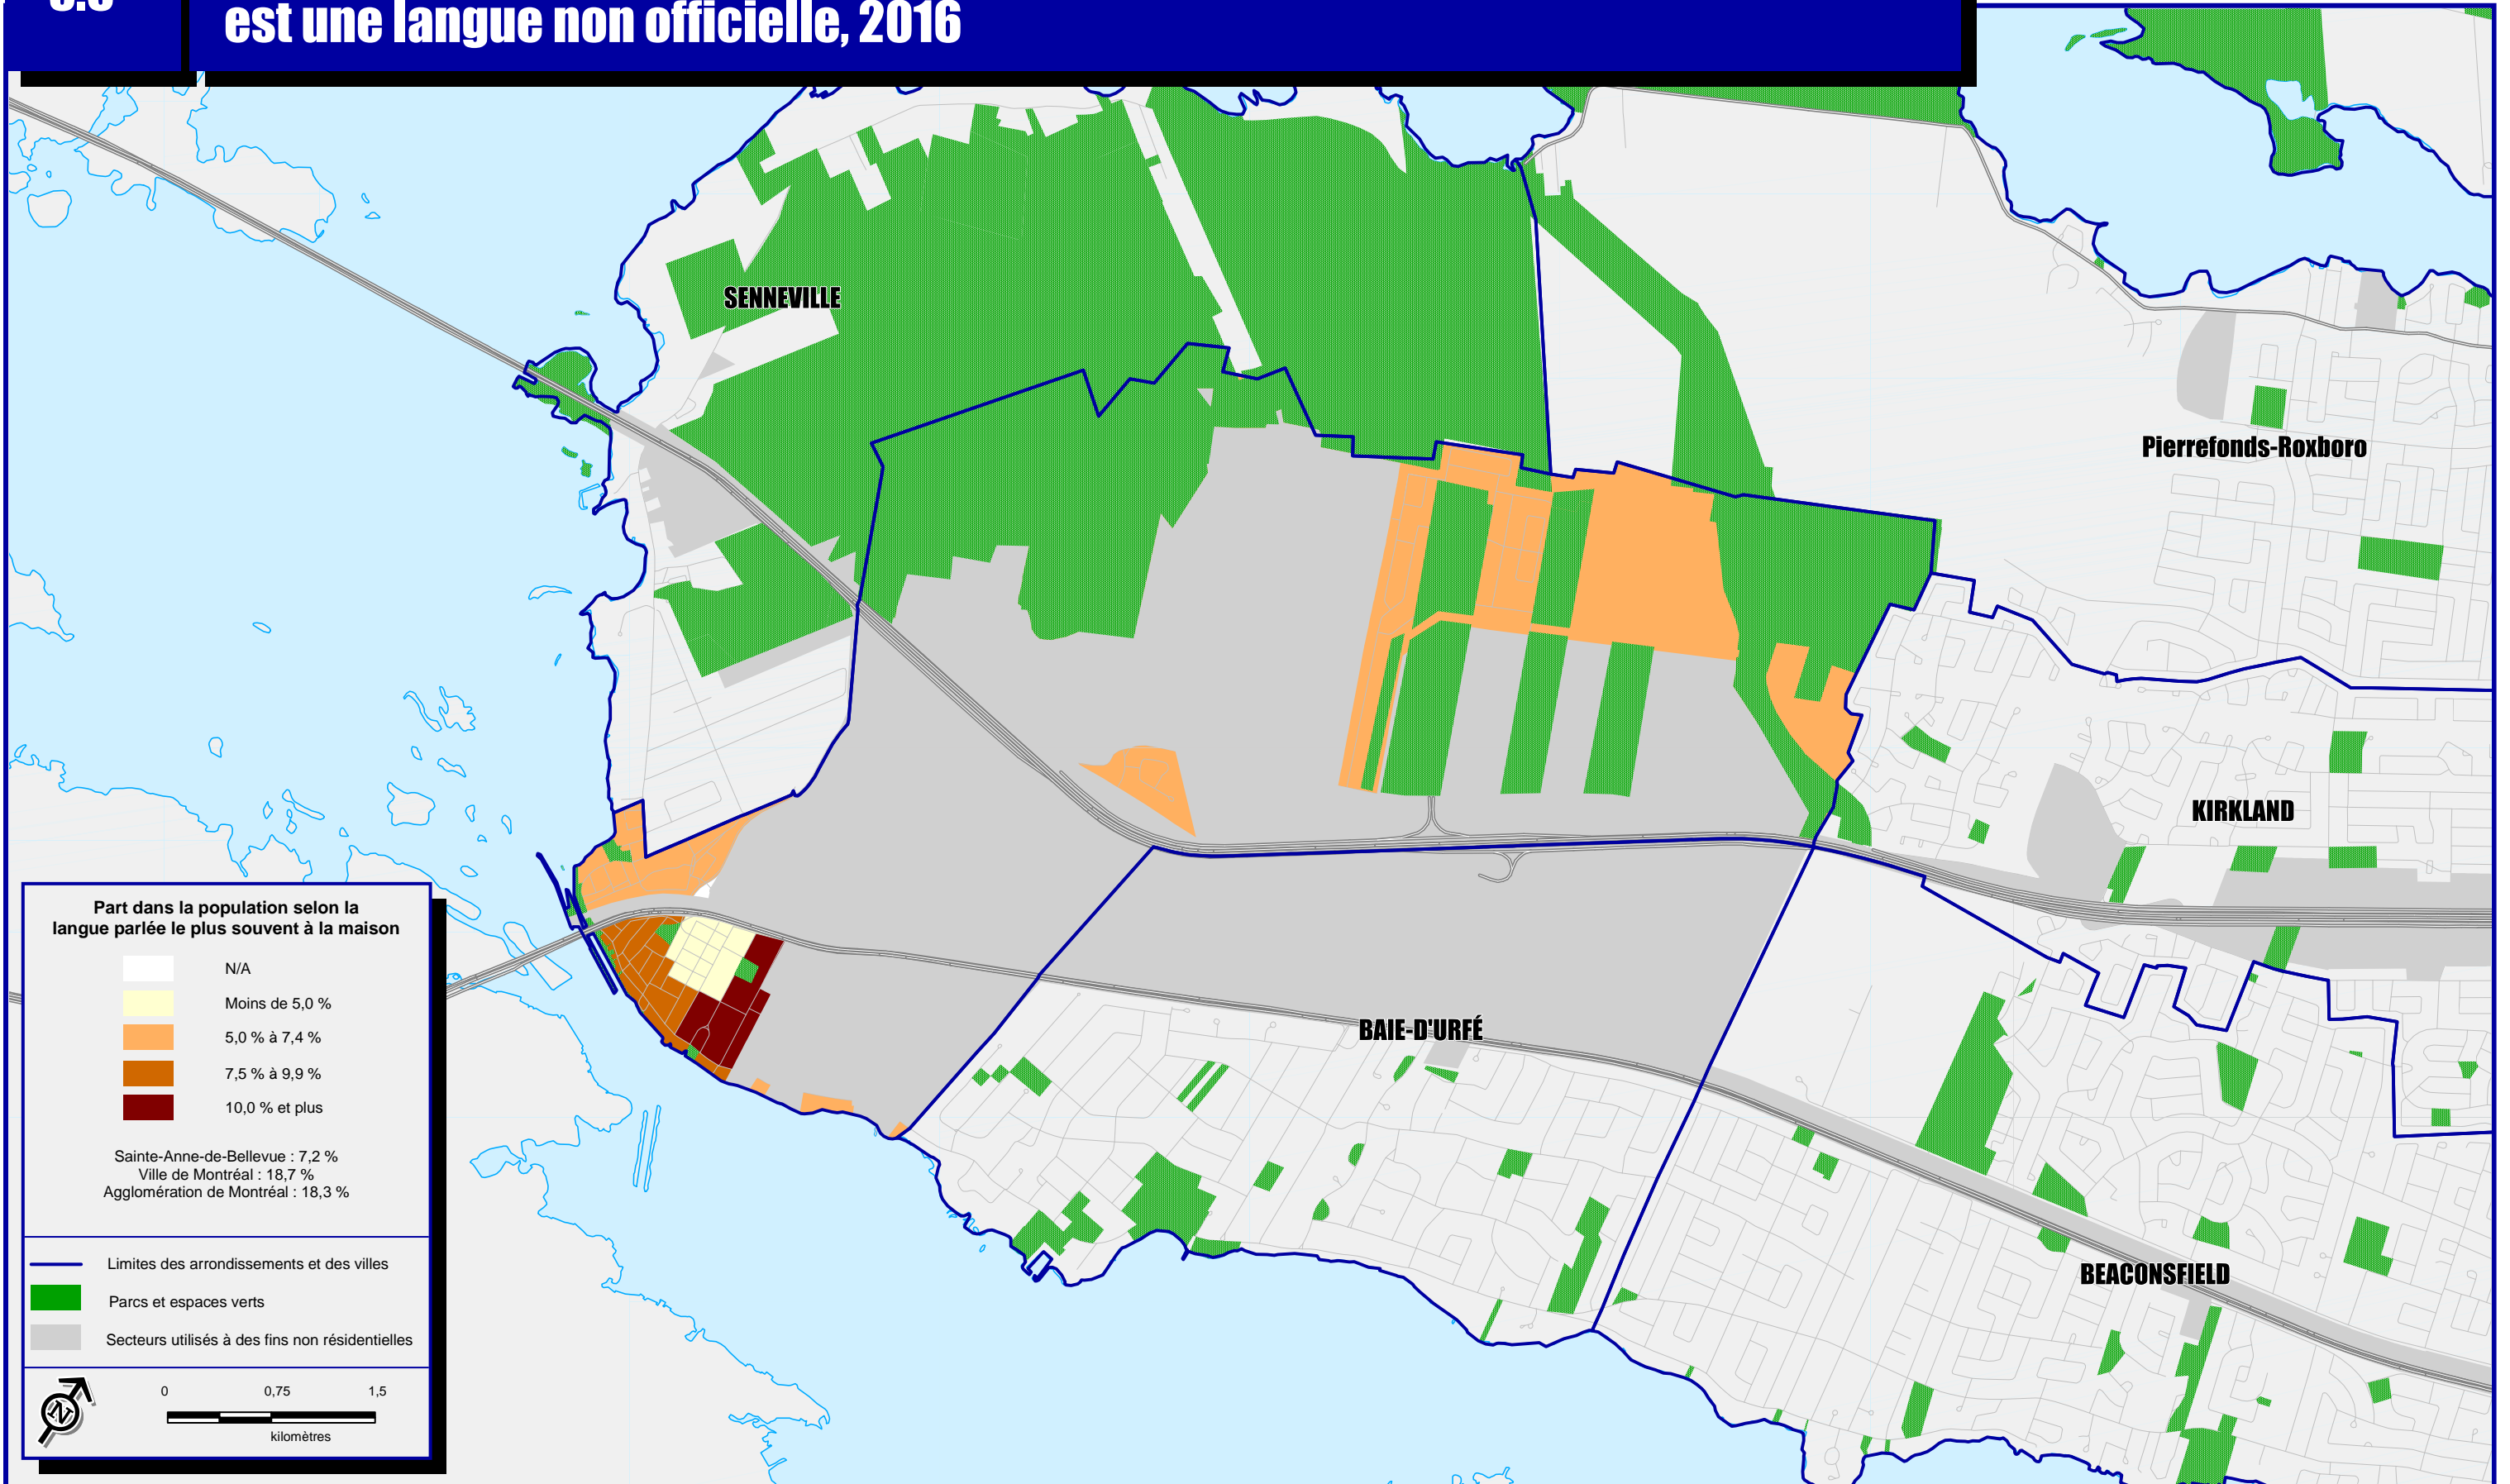 est une langue non officielle, 2016
SENNEVILLE
Pierrefonds-Roxboro
KIRKLAND
BAIE-D'URFÉ
BEACONSFIELD
Part dans la population selon la
langue parlée le plus souvent à la maison
N/A
Moins de 5,0 %
5,0 % à 7,4 %
7,5 % à 9,9 %
10,0 % et plus
Sainte-Anne-de-Bellevue : 7,2 %
Ville de Montréal : 18,7 %
Agglomération de Montréal : 18,3 %
Limites des arrondissements et des villes
Parcs et espaces verts
Secteurs utilisés à des fins non résidentielles
N
0 0,75 1,5
kilomètres